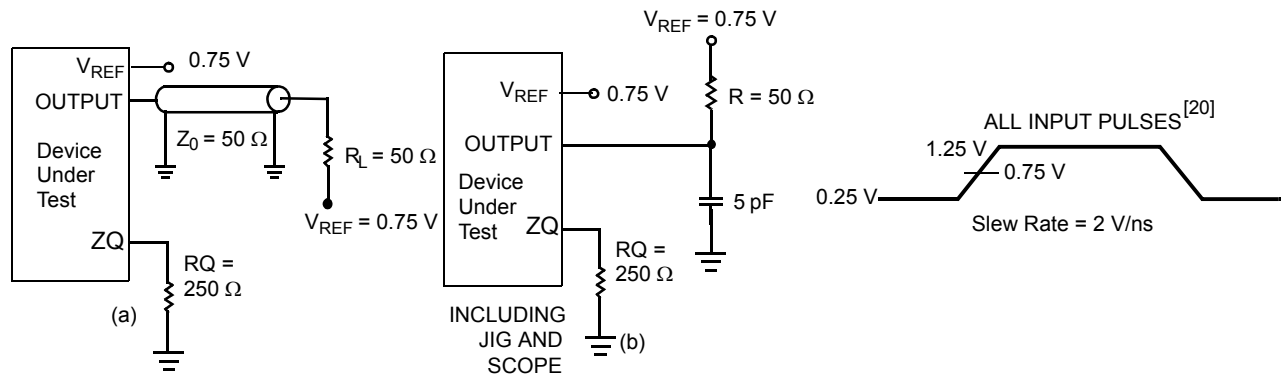 V_REF
0.75 V
OUTPUT
Z_0 = 50 Ω
Device
Under
Test
R_L = 50 Ω
V_REF = 0.75 V
ZQ
RQ =
250 Ω
(a)
V_REF = 0.75 V
R = 50 Ω
V_REF
0.75 V
OUTPUT
Device
Under
Test
5 pF
ZQ
RQ =
250 Ω
INCLUDING
JIG AND
SCOPE
(b)
ALL INPUT PULSES[20]
1.25 V
0.75 V
0.25 V
Slew Rate = 2 V/ns